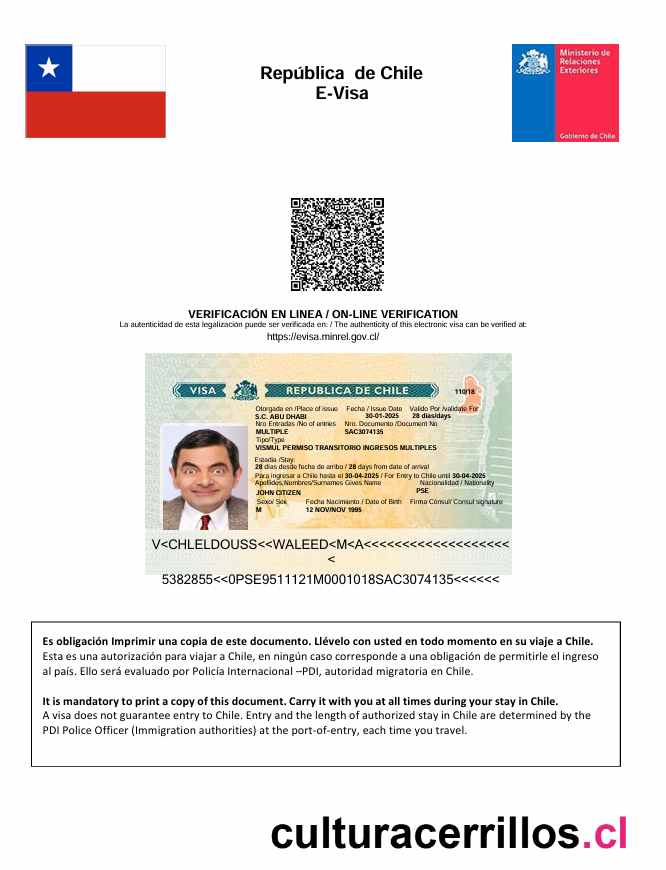 República de Chile
E-Visa
Ministerio de
Relaciones
Exteriores
Gobierno de Chile
VERIFICACIÓN EN LINEA / ON-LINE VERIFICATION
La autenticidad de esta legalización puede ser verificada en: / The authenticity of this electronic visa can be verified at:
https://evisa.minrel.gov.cl/
VISA REPUBLICA DE CHILE 110/18
Otorgada en /Place of issue Fecha / Issue Date Valido Por /validate For
S.C. ABU DHABI 30-01-2025 28 días/days
Nro Entradas /No of entries Nro. Documento /Document No
MULTIPLE SAC3074135
Tipo/Type
VISMUL PERMISO TRANSITORIO INGRESOS MULTIPLES
Estadía /Stay:
28 días desde fecha de arribo / 28 days from date of arrival
Para ingresar a Chile hasta el 30-04-2025 / For Entry to Chile until 30-04-2025
Apellidos,Nombres/Surnames Gives Name Nacionalidad / Nationality
JOHN CITIZEN PSE
Sexo/ Sex Fecha Nacimiento / Date of Birth Firma Cónsul/ Consul signature
M 12 NOV/NOV 1995
V<CHLELDOUSS<<WALEED<M<A<<<<<<<<<<<<<<<<<<<
<
5382855<<0PSE9511121M0001018SAC3074135<<<<<<
Es obligación Imprimir una copia de este documento. Llévelo con usted en todo momento en su viaje a Chile.
Esta es una autorización para viajar a Chile, en ningún caso corresponde a una obligación de permitirle el ingreso
al país. Ello será evaluado por Policía Internacional –PDI, autoridad migratoria en Chile.
It is mandatory to print a copy of this document. Carry it with you at all times during your stay in Chile.
A visa does not guarantee entry to Chile. Entry and the length of authorized stay in Chile are determined by the
PDI Police Officer (Immigration authorities) at the port-of-entry, each time you travel.
culturacerrillos.cl